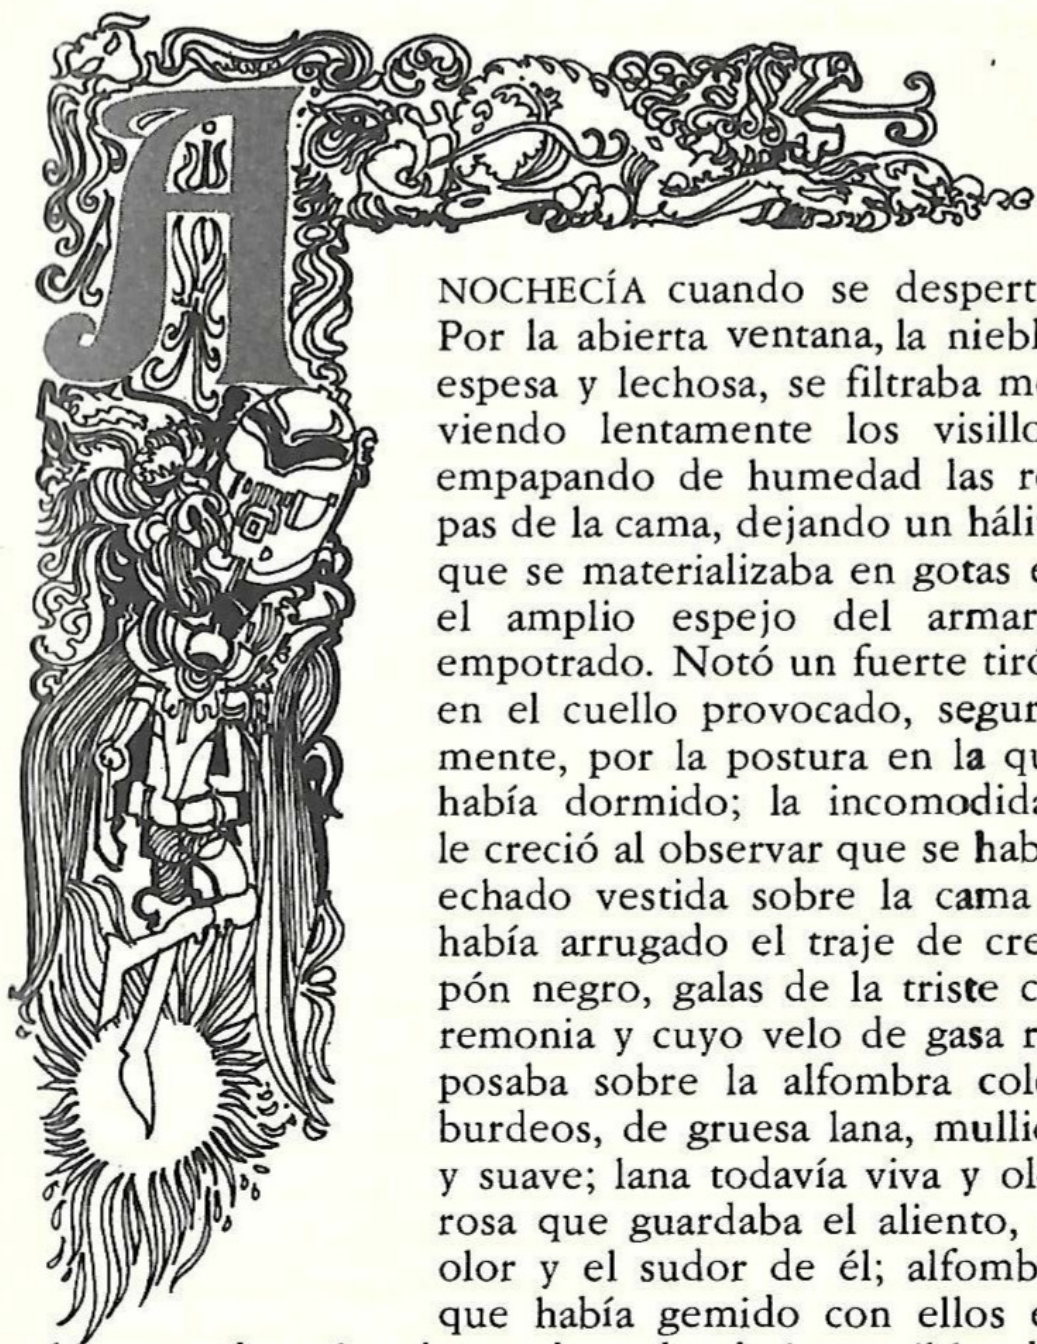 ANOCHECÍA cuando se despert
Por la abierta ventana, la niebl
espesa y lechosa, se filtraba m
viendo lentamente los visillo
empapando de humedad las r
pas de la cama, dejando un háli
que se materializaba en gotas e
el amplio espejo del armar
empotrado. Notó un fuerte tiró
en el cuello provocado, segur
mente, por la postura en la qu
había dormido; la incomodida
le creció al observar que se hab
echado vestida sobre la cama
había arrugado el traje de cre
pón negro, galas de la triste c
remonia y cuyo velo de gasa r
posaba sobre la alfombra colo
burdeos, de gruesa lana, mullid
y suave; lana todavía viva y ol
rosa que guardaba el aliento,
olor y el sudor de él; alfomb
que había gemido con ellos e